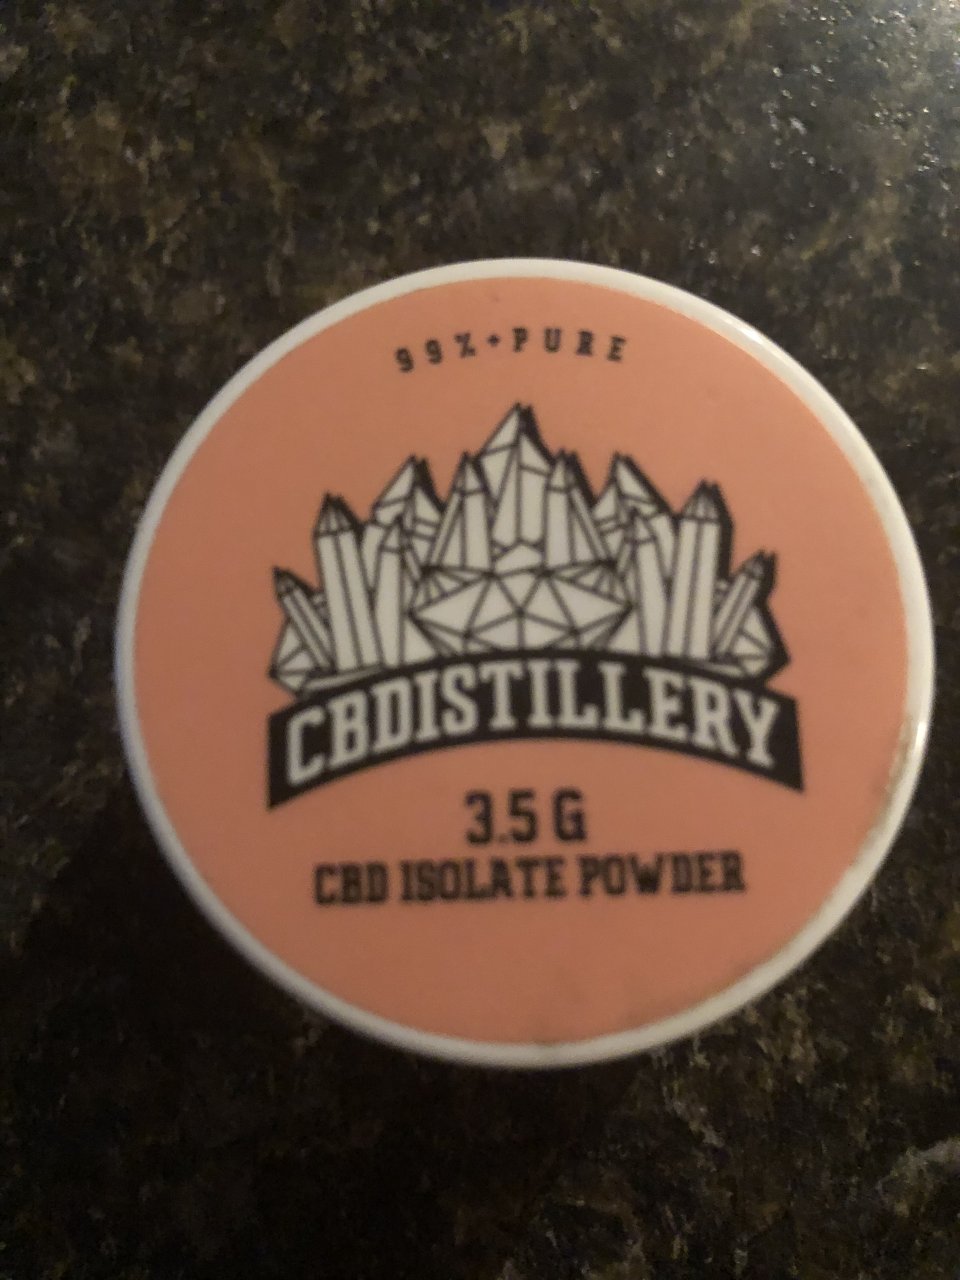 99%+PURE
CBDISTILLERY
3.5 G
CBD ISOLATE POWDER